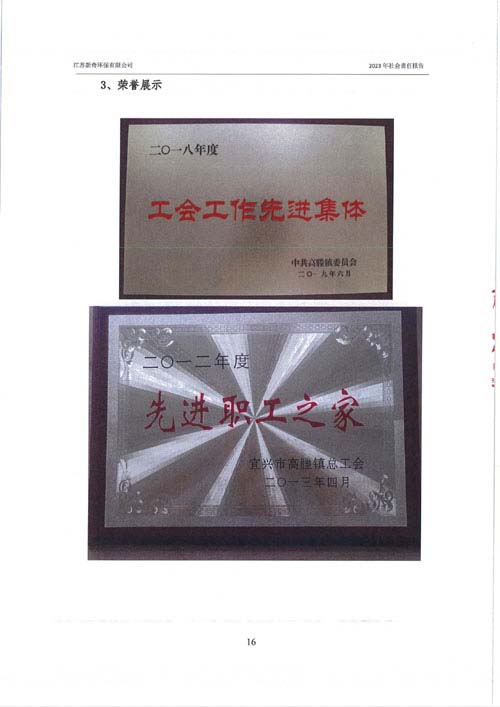 江苏新奇环保有限公司
2023 年社会责任报告
3、荣誉展示
二〇一八年度
工会工作先进集体
中共高塍镇委员会
二〇一九年六月
二〇一二年度
先进职工之家
宜兴市高塍镇总工会
二〇一三年四月
16